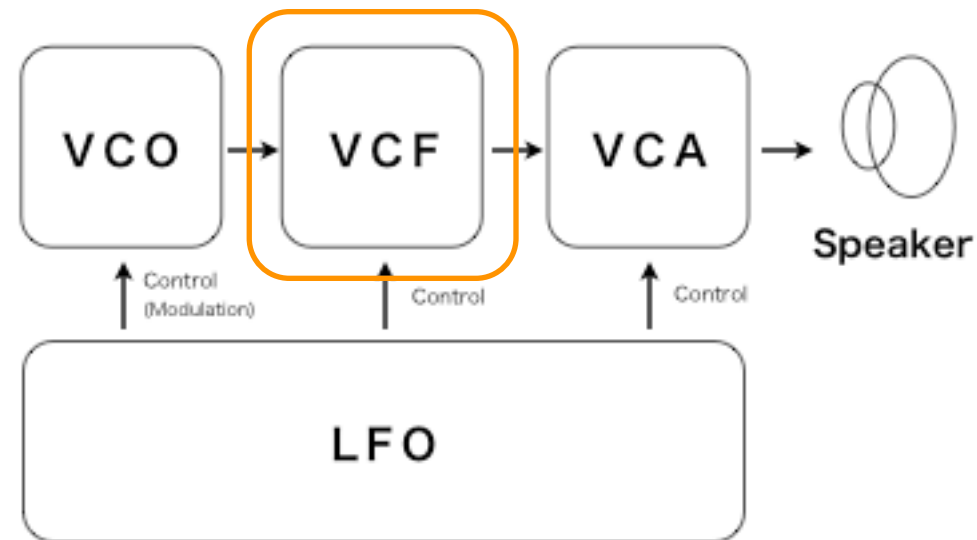 VCO
VCF
VCA
Speaker
Control
(Modulation)
Control
Control
LFO